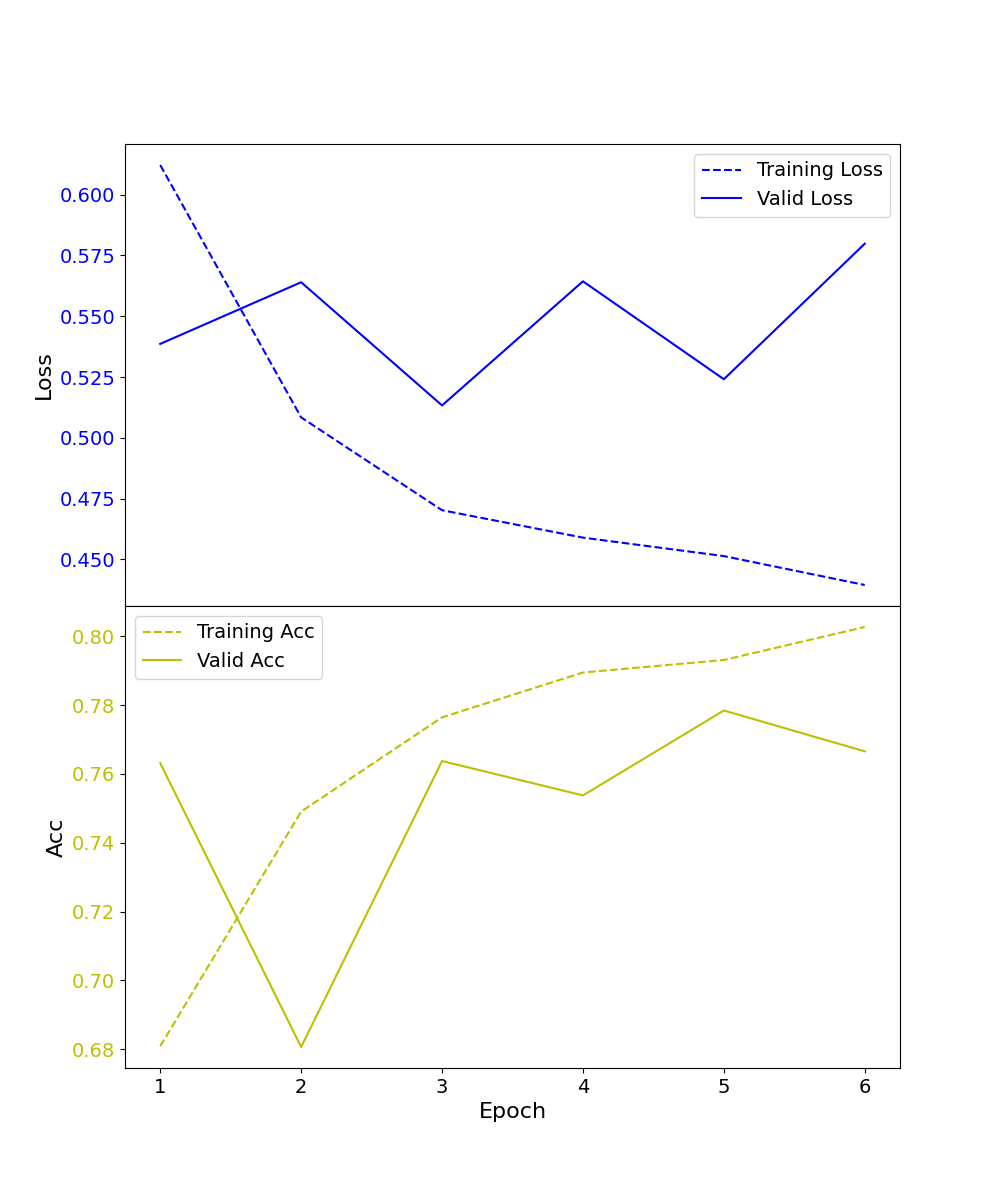 Training Loss
Valid Loss
0.600
0.575
0.550
0.525
0.500
0.475
0.450
Loss
Training Acc
Valid Acc
0.80
0.78
0.76
0.74
0.72
0.70
0.68
Acc
1 2 3 4 5 6
Epoch